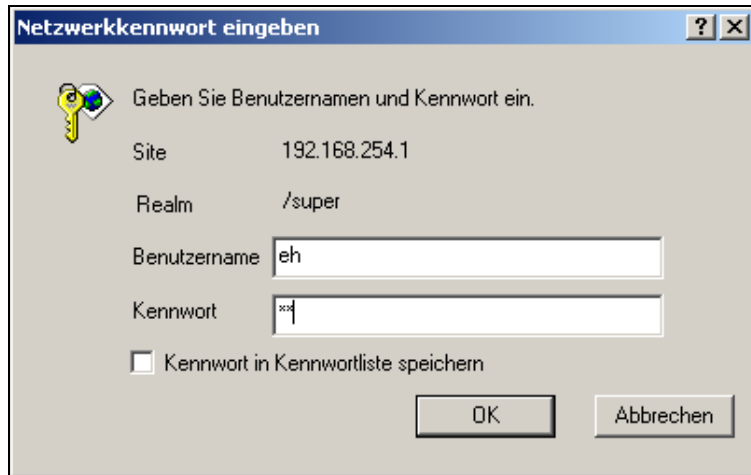 Netzwerkkennwort eingeben
Geben Sie Benutzernamen und Kennwort ein.
Site 192.168.254.1
Realm /super
Benutzername eh
Kennwort **
Kennwort in Kennwortliste speichern
OK Abbrechen